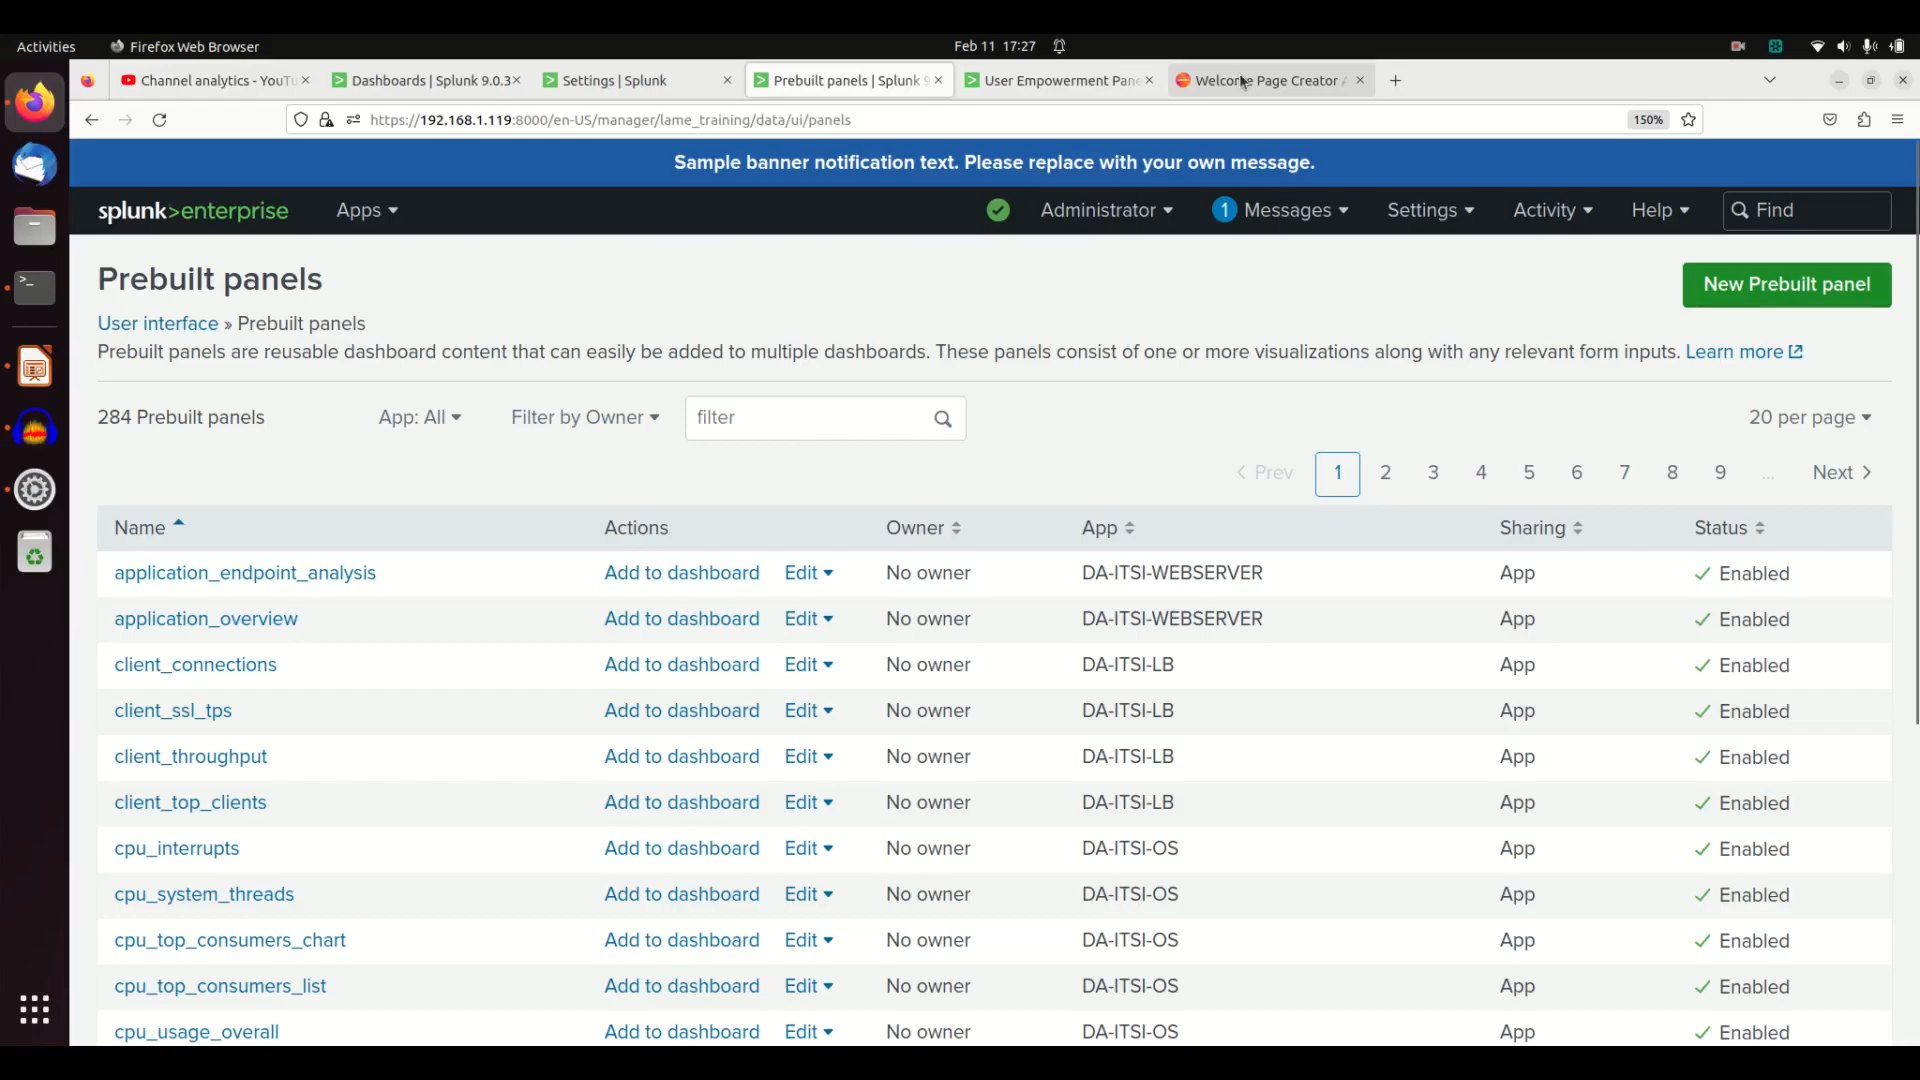 Activities
Firefox Web Browser
Feb 11 17:27
Channel analytics - YouTu
Dashboards | Splunk 9.0.3
Settings | Splunk
Prebuilt panels | Splunk 9
User Empowerment Pane
Welcome Page Creator A
https://192.168.1.119:8000/en-US/manager/lame_training/data/ui/panels
150%
Sample banner notification text. Please replace with your own message.
splunk>enterprise
Apps
Administrator
1 Messages
Settings
Activity
Help
Find
Prebuilt panels
New Prebuilt panel
User interface » Prebuilt panels
Prebuilt panels are reusable dashboard content that can easily be added to multiple dashboards. These panels consist of one or more visualizations along with any relevant form inputs. Learn more
284 Prebuilt panels
App: All
Filter by Owner
filter
20 per page
Prev 1 2 3 4 5 6 7 8 9 ... Next
Name Actions Owner App Sharing Status
application_endpoint_analysis Add to dashboard Edit No owner DA-ITSI-WEBSERVER App Enabled
application_overview Add to dashboard Edit No owner DA-ITSI-WEBSERVER App Enabled
client_connections Add to dashboard Edit No owner DA-ITSI-LB App Enabled
client_ssl_tps Add to dashboard Edit No owner DA-ITSI-LB App Enabled
client_throughput Add to dashboard Edit No owner DA-ITSI-LB App Enabled
client_top_clients Add to dashboard Edit No owner DA-ITSI-LB App Enabled
cpu_interrupts Add to dashboard Edit No owner DA-ITSI-OS App Enabled
cpu_system_threads Add to dashboard Edit No owner DA-ITSI-OS App Enabled
cpu_top_consumers_chart Add to dashboard Edit No owner DA-ITSI-OS App Enabled
cpu_top_consumers_list Add to dashboard Edit No owner DA-ITSI-OS App Enabled
cpu_usage_overall Add to dashboard Edit No owner DA-ITSI-OS App Enabled